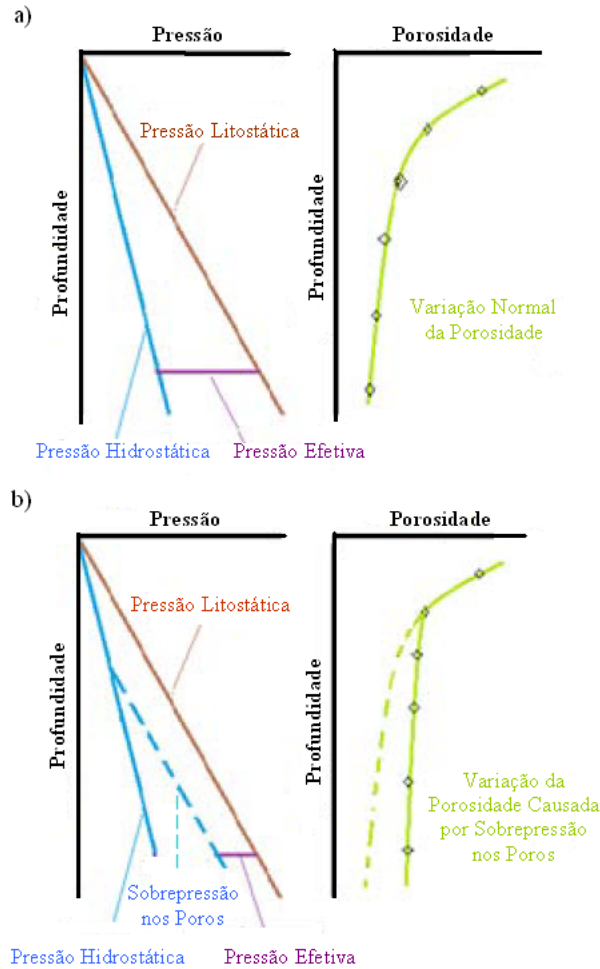 a)
Pressão
Porosidade
Pressão Litostática
Profundidade
Profundidade
Variação Normal
da Porosidade
Pressão Hidrostática
Pressão Efetiva
b)
Pressão
Porosidade
Pressão Litostática
Profundidade
Profundidade
Variação da
Porosidade Causada
por Sobrepressão
nos Poros
Sobrepressão
nos Poros
Pressão Hidrostática
Pressão Efetiva